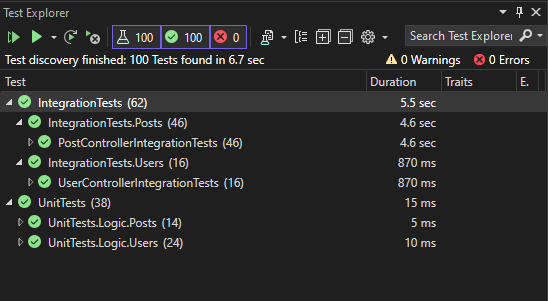 Test Explorer
100 100 0 Search Test Explorer
Test discovery finished: 100 Tests found in 6.7 sec 0 Warnings 0 Errors
Test Duration Traits E.
IntegrationTests (62) 5.5 sec
IntegrationTests.Posts (46) 4.6 sec
PostControllerIntegrationTests (46) 4.6 sec
IntegrationTests.Users (16) 870 ms
UserControllerIntegrationTests (16) 870 ms
UnitTests (38) 15 ms
UnitTests.Logic.Posts (14) 5 ms
UnitTests.Logic.Users (24) 10 ms